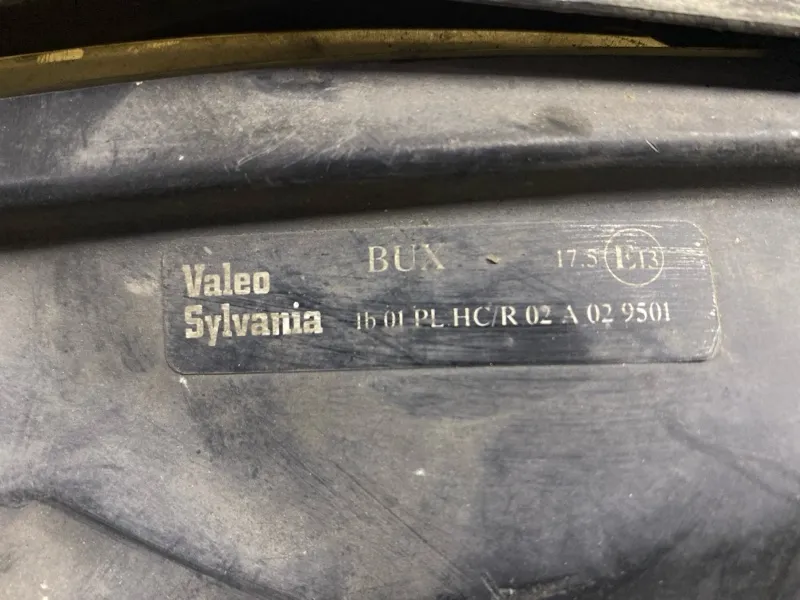 BUX 17.5 E13
Valeo
Sylvania 1b 01 PL HC/R 02 A 02 9501